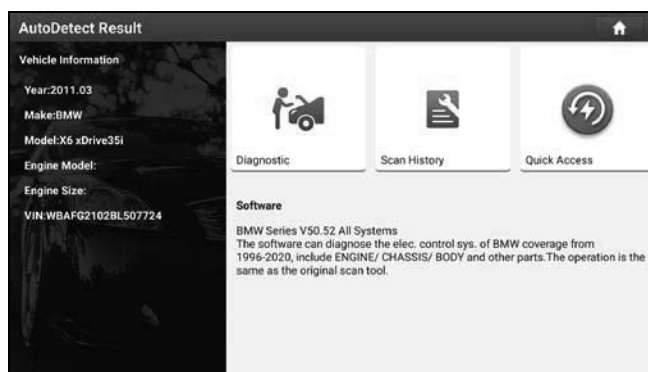 AutoDetect Result
Vehicle Information
Year:2011.03
Make:BMW
Model:X6 xDrive35i
Engine Model:
Engine Size:
VIN:WBAFG2102BL507724
Diagnostic
Scan History
Quick Access
Software
BMW Series V50.52 All Systems
The software can diagnose the elec. control sys. of BMW coverage from
1996-2020, include ENGINE/ CHASSIS/ BODY and other parts.The operation is the
same as the original scan tool.